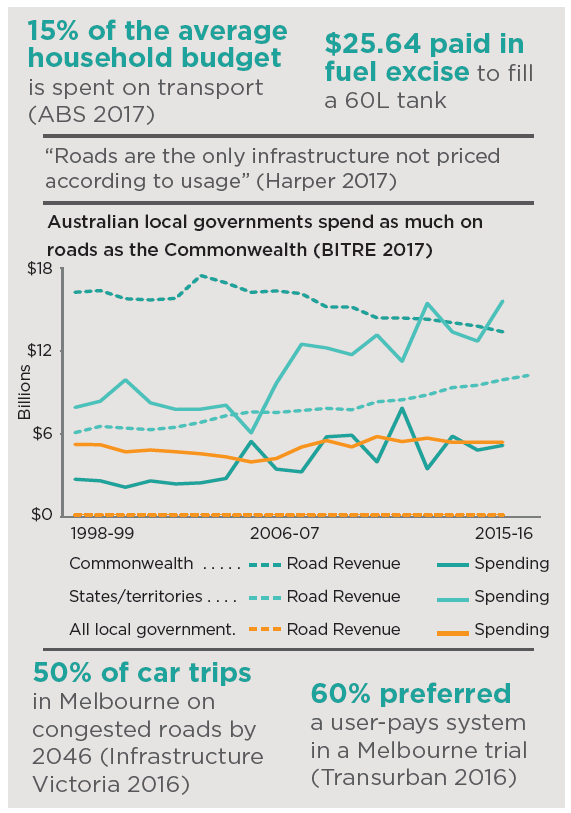 15% of the average
household budget
is spent on transport
(ABS 2017)
$25.64 paid in
fuel excise to fill
a 60L tank
“Roads are the only infrastructure not priced
according to usage” (Harper 2017)
Australian local governments spend as much on
roads as the Commonwealth (BITRE 2017)
$18
$12
$6
$0
Billions
1998-99 2006-07 2015-16
Commonwealth ..... Road Revenue Spending
States/territories .... Road Revenue Spending
All local government. Road Revenue Spending
50% of car trips
in Melbourne on
congested roads by
2046 (Infrastructure
Victoria 2016)
60% preferred
a user-pays system
in a Melbourne trial
(Transurban 2016)